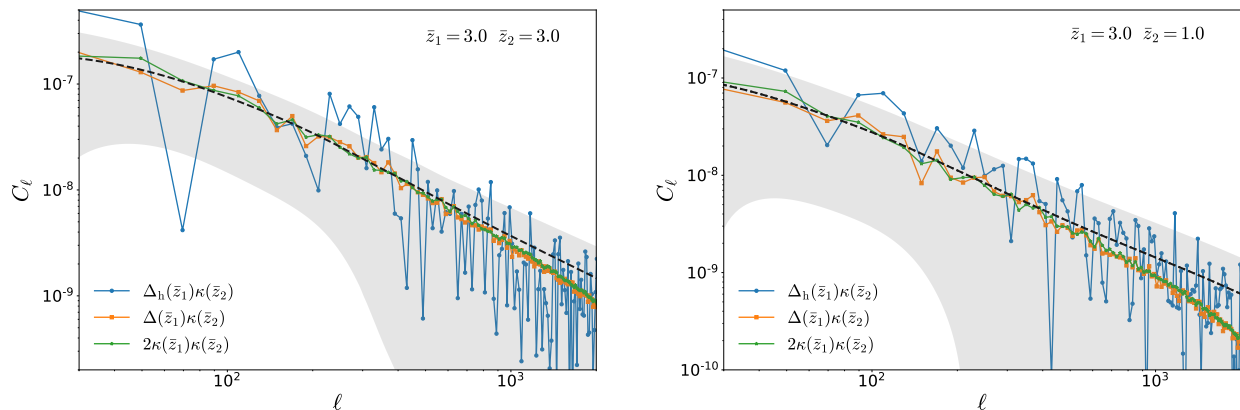 z̄₁ = 3.0 z̄₂ = 3.0
C_ℓ
10⁻⁷
10⁻⁸
10⁻⁹
Δ_h(z̄₁)κ(z̄₂)
Δ(z̄₁)κ(z̄₂)
2κ(z̄₁)κ(z̄₂)
10² 10³
ℓ
z̄₁ = 3.0 z̄₂ = 1.0
C_ℓ
10⁻⁷
10⁻⁸
10⁻⁹
10⁻¹⁰
Δ_h(z̄₁)κ(z̄₂)
Δ(z̄₁)κ(z̄₂)
2κ(z̄₁)κ(z̄₂)
10² 10³
ℓ